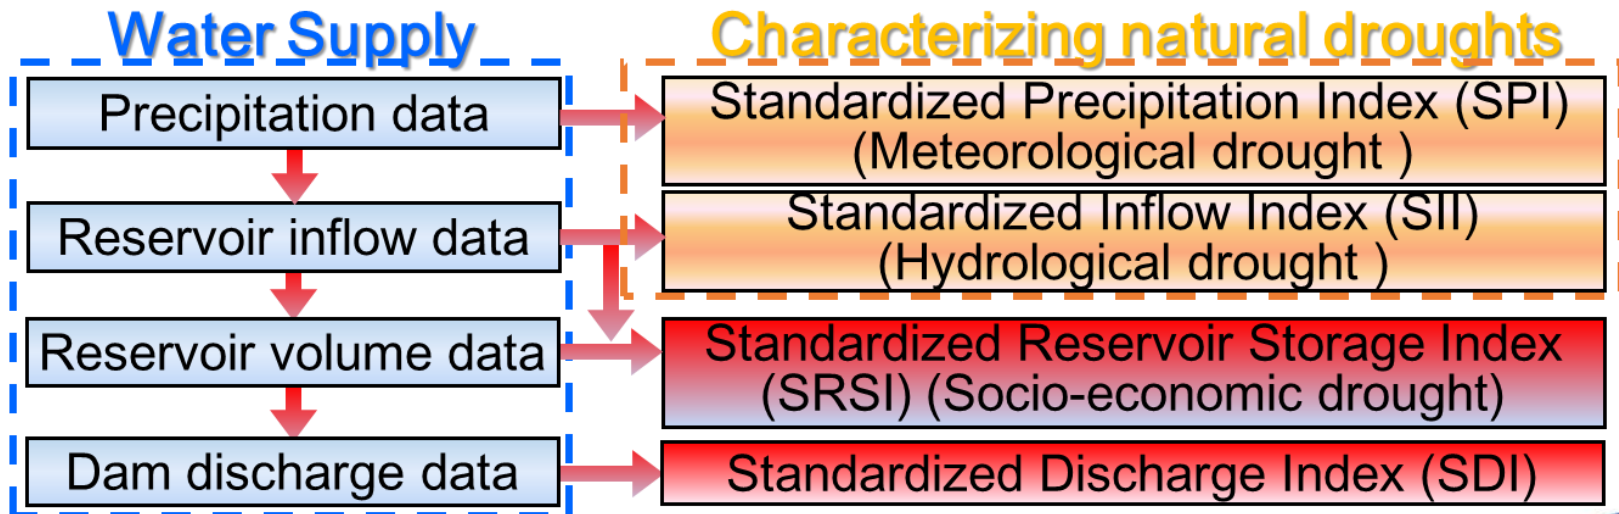 Water Supply
Characterizing natural droughts
Precipitation data
Standardized Precipitation Index (SPI)
(Meteorological drought )
Reservoir inflow data
Standardized Inflow Index (SII)
(Hydrological drought )
Reservoir volume data
Standardized Reservoir Storage Index
(SRSI) (Socio-economic drought)
Dam discharge data
Standardized Discharge Index (SDI)